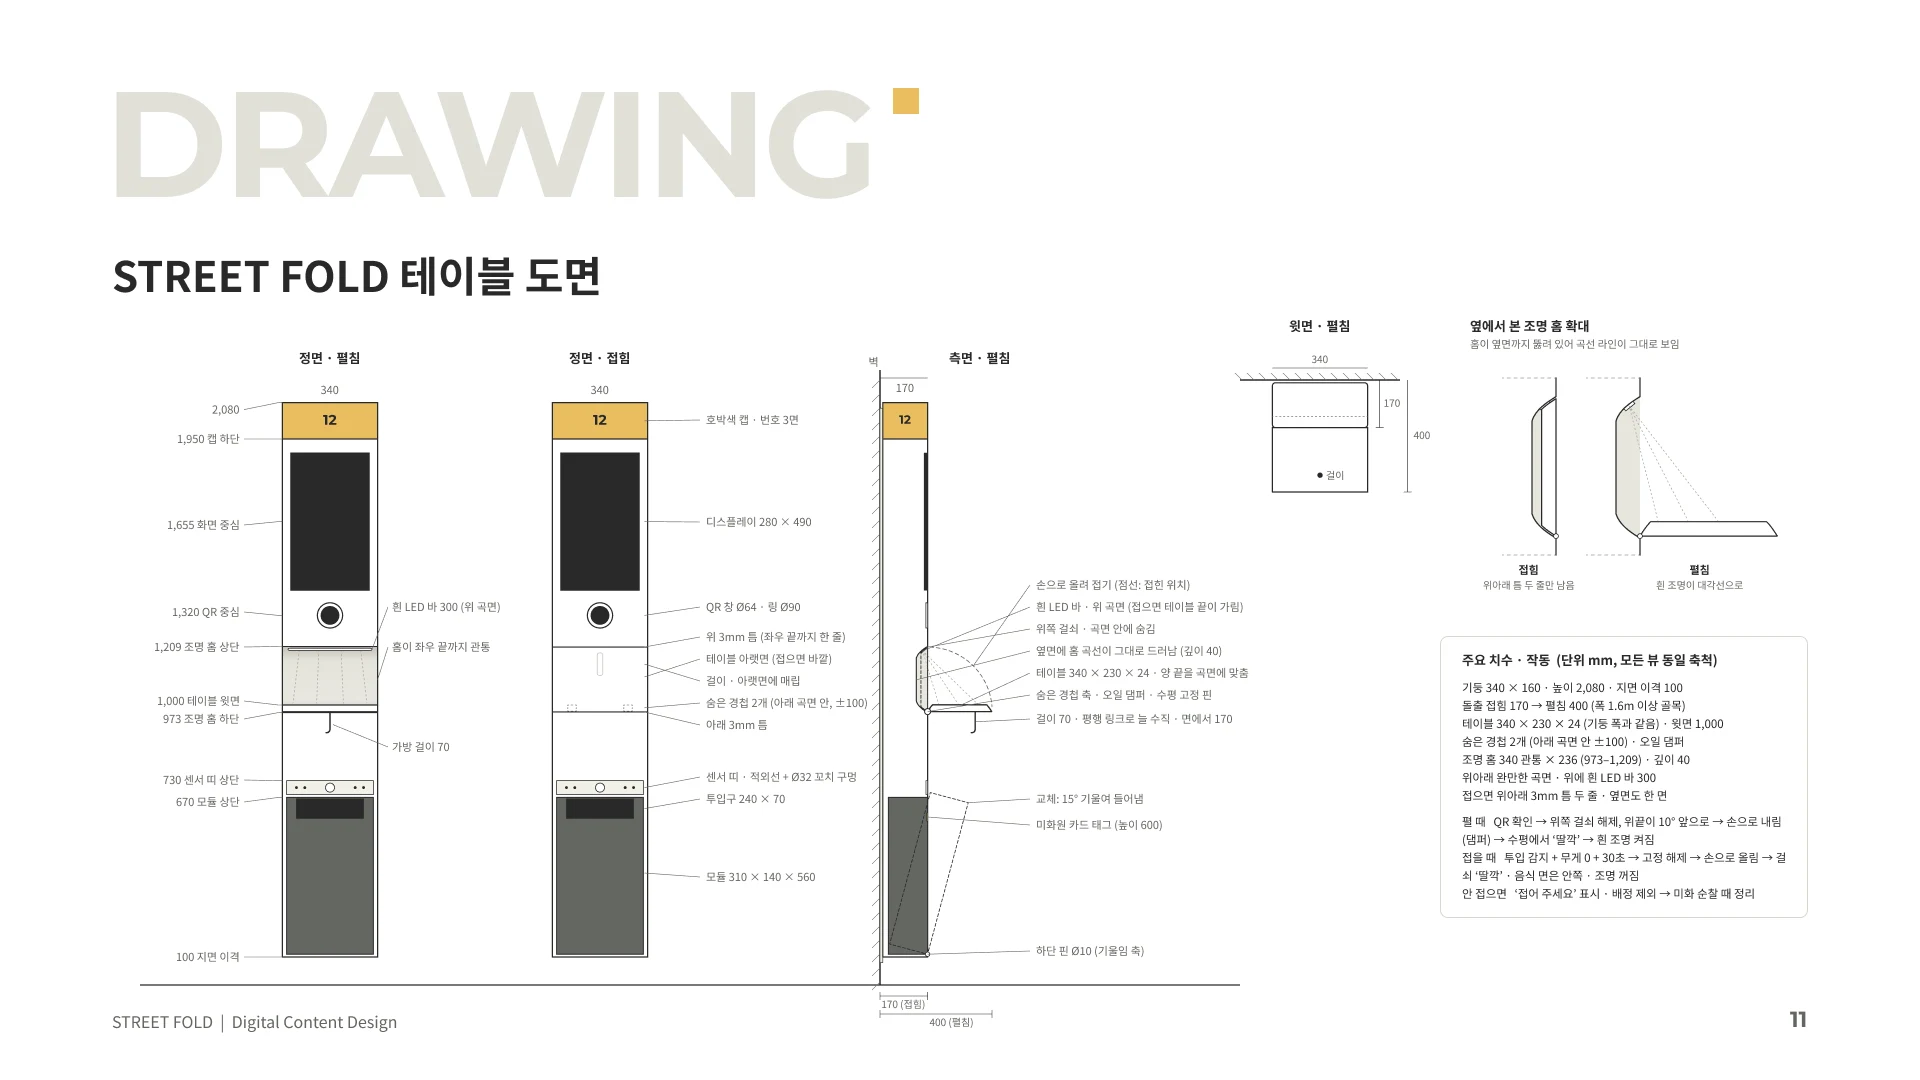 DRAWING
STREET FOLD 테이블 도면
정면 · 펼침
340
12
2,080
1,950 캡 하단
1,655 화면 중심
1,320 QR 중심
1,209 조명 홈 상단
1,000 테이블 윗면
973 조명 홈 하단
730 센서 띠 상단
670 모듈 상단
100 지면 이격
흰 LED 바 300 (위 곡면)
홈이 좌우 끝까지 관통
가방 걸이 70
정면 · 접힘
340
12
호박색 캡 · 번호 3면
디스플레이 280 × 490
QR 창 Ø64 · 링 Ø90
위 3mm 틈 (좌우 끝까지 한 줄)
테이블 아랫면 (접으면 바깥)
걸이 · 아랫면에 매립
숨은 경첩 2개 (아래 곡면 안, ±100)
아래 3mm 틈
센서 띠 · 적외선 + Ø32 꼬치 구멍
투입구 240 × 70
모듈 310 × 140 × 560
벽
측면 · 펼침
170
12
손으로 올려 접기 (점선: 접힌 위치)
흰 LED 바 · 위 곡면 (접으면 테이블 끝이 가림)
위쪽 걸쇠 · 곡면 안에 숨김
옆면에 홈 곡선이 그대로 드러남 (깊이 40)
테이블 340 × 230 × 24 · 양 끝을 곡면에 맞춤
숨은 경첩 축 · 오일 댐퍼 · 수평 고정 핀
걸이 70 · 평행 링크로 늘 수직 · 면에서 170
교체: 15° 기울여 들어냄
미화원 카드 태그 (높이 600)
하단 핀 Ø10 (기울임 축)
170 (접힘)
400 (펼침)
윗면 · 펼침
340
170
400
걸이
옆에서 본 조명 홈 확대
홈이 옆면까지 뚫려 있어 곡선 라인이 그대로 보임
접힘
위아래 틈 두 줄만 남음
펼침
흰 조명이 대각선으로
주요 치수 · 작동 (단위 mm, 모든 뷰 동일 축척)
기둥 340 × 160 · 높이 2,080 · 지면 이격 100
돌출 접힘 170 → 펼침 400 (폭 1.6m 이상 골목)
테이블 340 × 230 × 24 (기둥 폭과 같음) · 윗면 1,000
숨은 경첩 2개 (아래 곡면 안 ±100) · 오일 댐퍼
조명 홈 340 관통 × 236 (973–1,209) · 깊이 40
위아래 완만한 곡면 · 위에 흰 LED 바 300
접으면 위아래 3mm 틈 두 줄 · 옆면도 한 면
펼 때 QR 확인 → 위쪽 걸쇠 해제, 위끝이 10° 앞으로 → 손으로 내림
(댐퍼) → 수평에서 ‘딸깍’ → 흰 조명 켜짐
접을 때 투입 감지 + 무게 0 + 30초 → 고정 해제 → 손으로 올림 → 걸
쇠 ‘딸깍’ · 음식 면은 안쪽 · 조명 꺼짐
안 접으면 ‘접어 주세요’ 표시 · 배정 제외 → 미화 순찰 때 정리
STREET FOLD | Digital Content Design
11